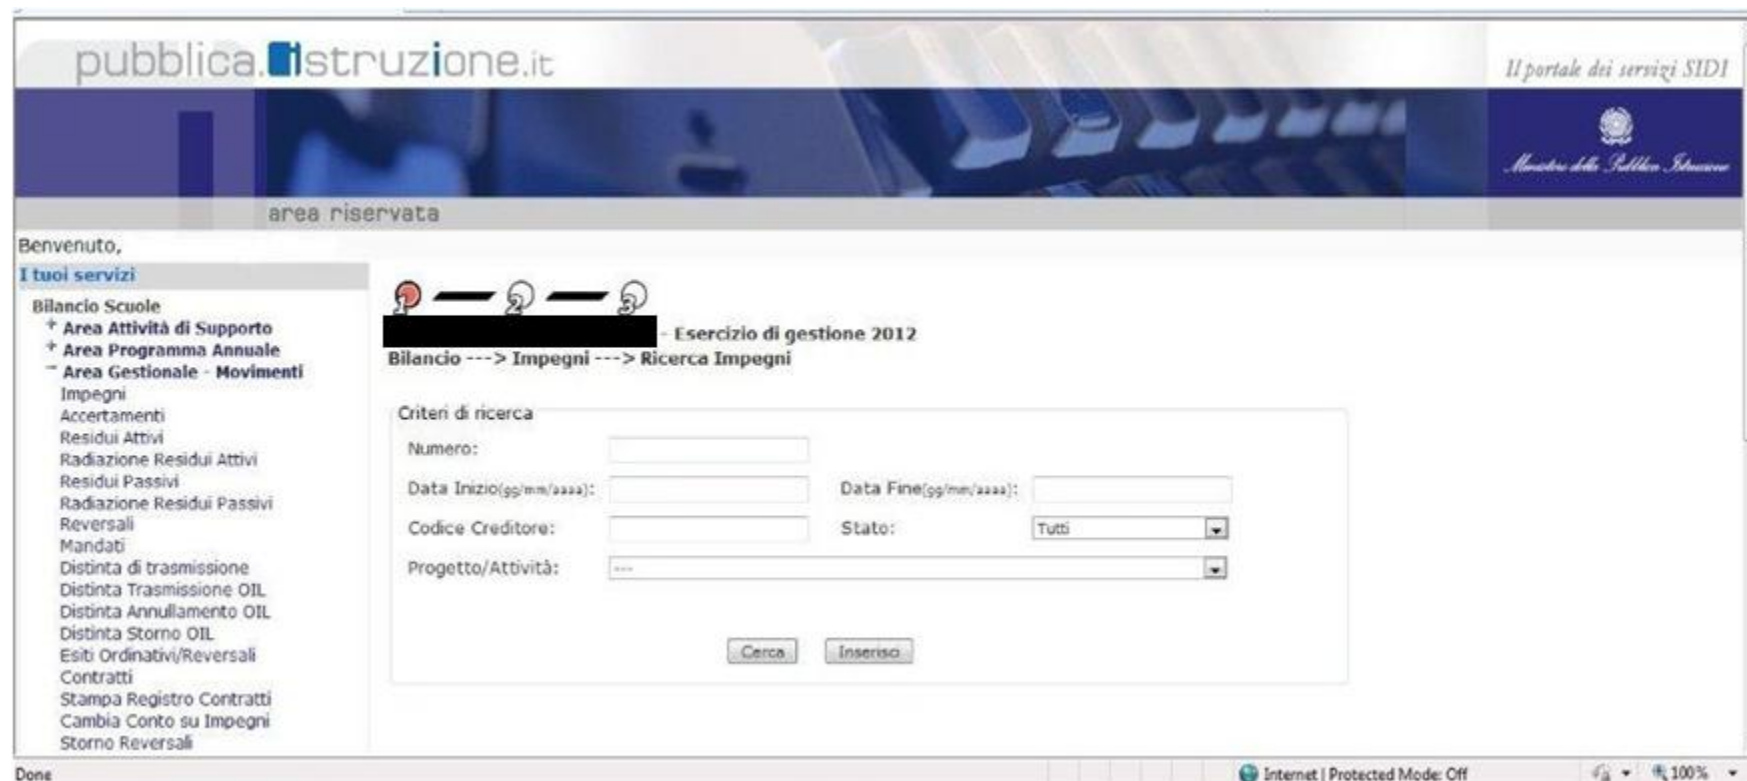 pubblica.istruzione.it
Il portale dei servizi SIDI
Ministero della Pubblica Istruzione
area riservata
Benvenuto,
I tuoi servizi
Bilancio Scuole
+ Area Attività di Supporto
+ Area Programma Annuale
− Area Gestionale - Movimenti
Impegni
Accertamenti
Residui Attivi
Radiazione Residui Attivi
Residui Passivi
Radiazione Residui Passivi
Reversali
Mandati
Distinta di trasmissione
Distinta Trasmissione OIL
Distinta Annullamento OIL
Distinta Storno OIL
Esiti Ordinativi/Reversali
Contratti
Stampa Registro Contratti
Cambia Conto su Impegni
Storno Reversali
1 2 3
- Esercizio di gestione 2012
Bilancio ---> Impegni ---> Ricerca Impegni
Criteri di ricerca
Numero:
Data Inizio(gg/mm/aaaa): Data Fine(gg/mm/aaaa):
Codice Creditore: Stato: Tutti
Progetto/Attività: ---
Cerca Inserisci
Done Internet | Protected Mode: Off 100%